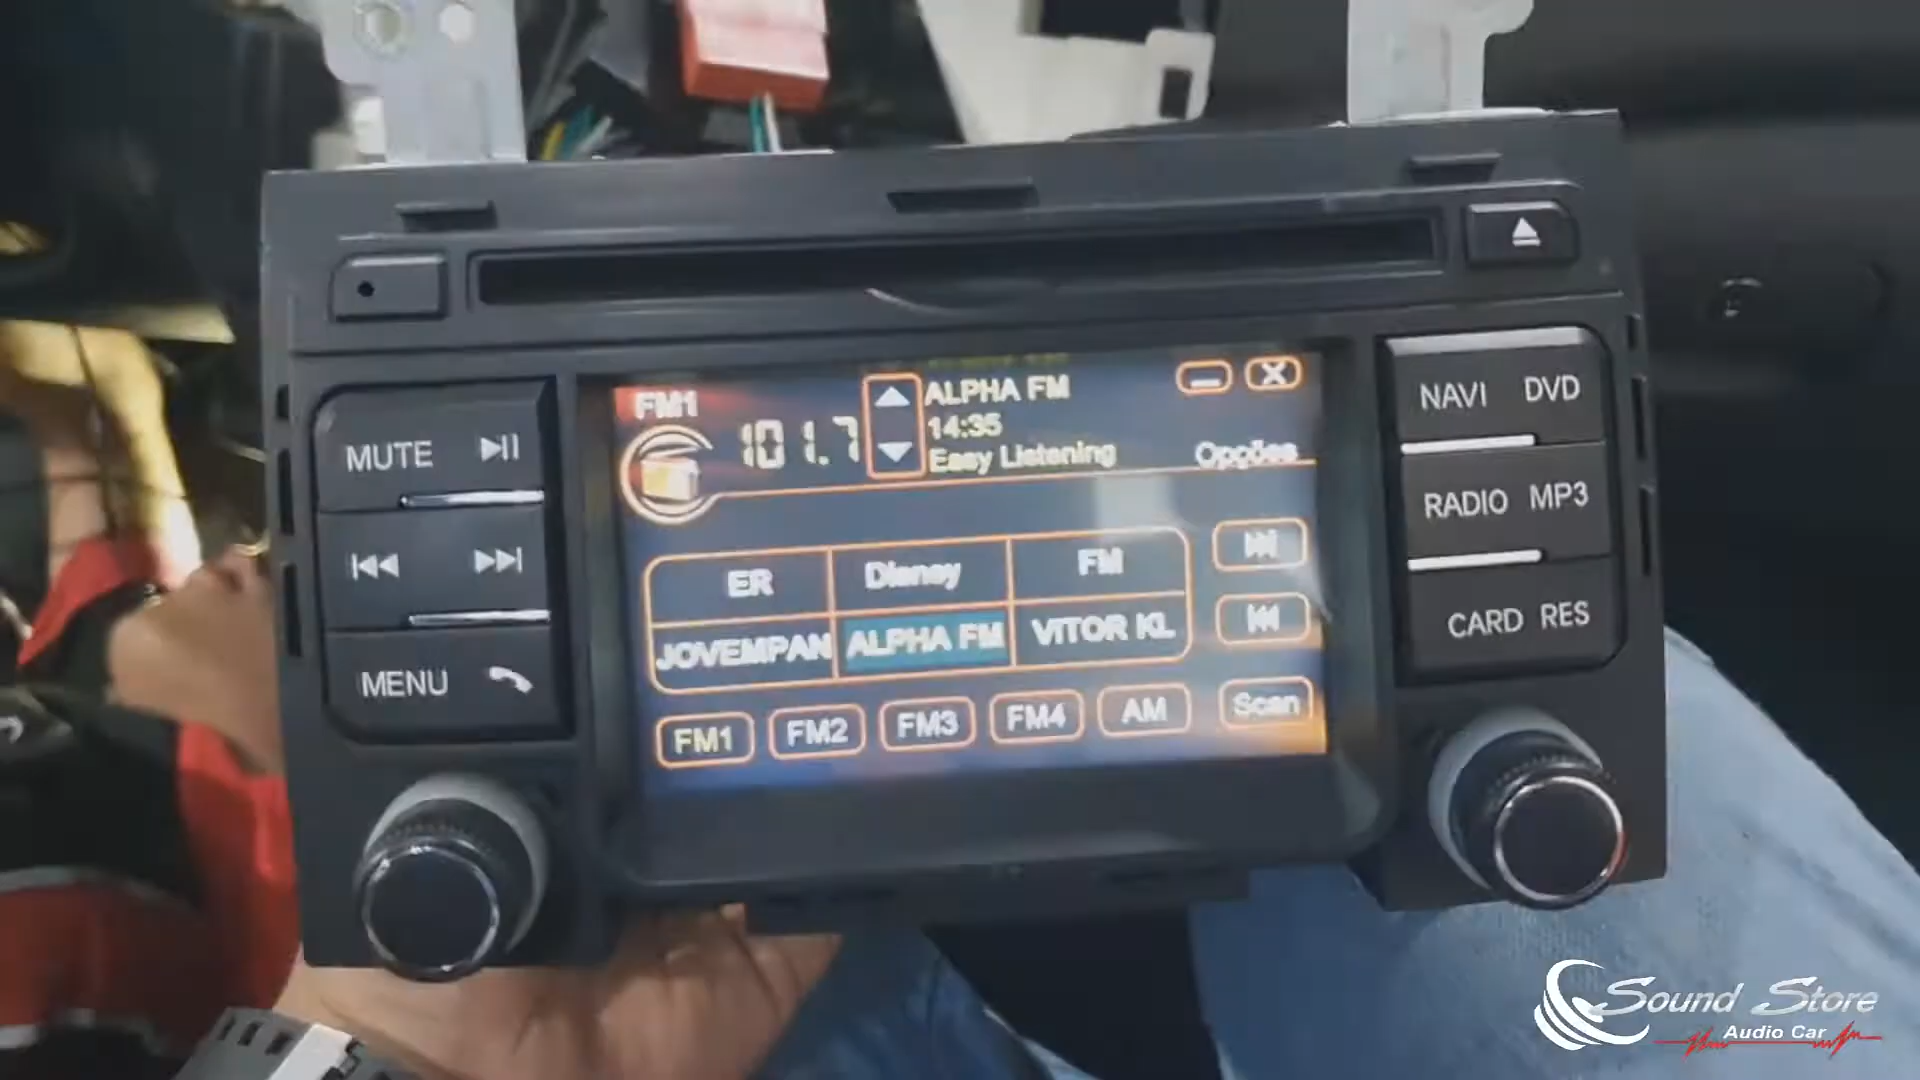 MUTE
MENU
FM1
101.7
ALPHA FM
14:35
Easy Listening
Opções
ER
Disney
FM
JOVEMPAN
ALPHA FM
VITOR KL
FM1
FM2
FM3
FM4
AM
Scan
NAVI DVD
RADIO MP3
CARD RES
Sound Store
Audio Car